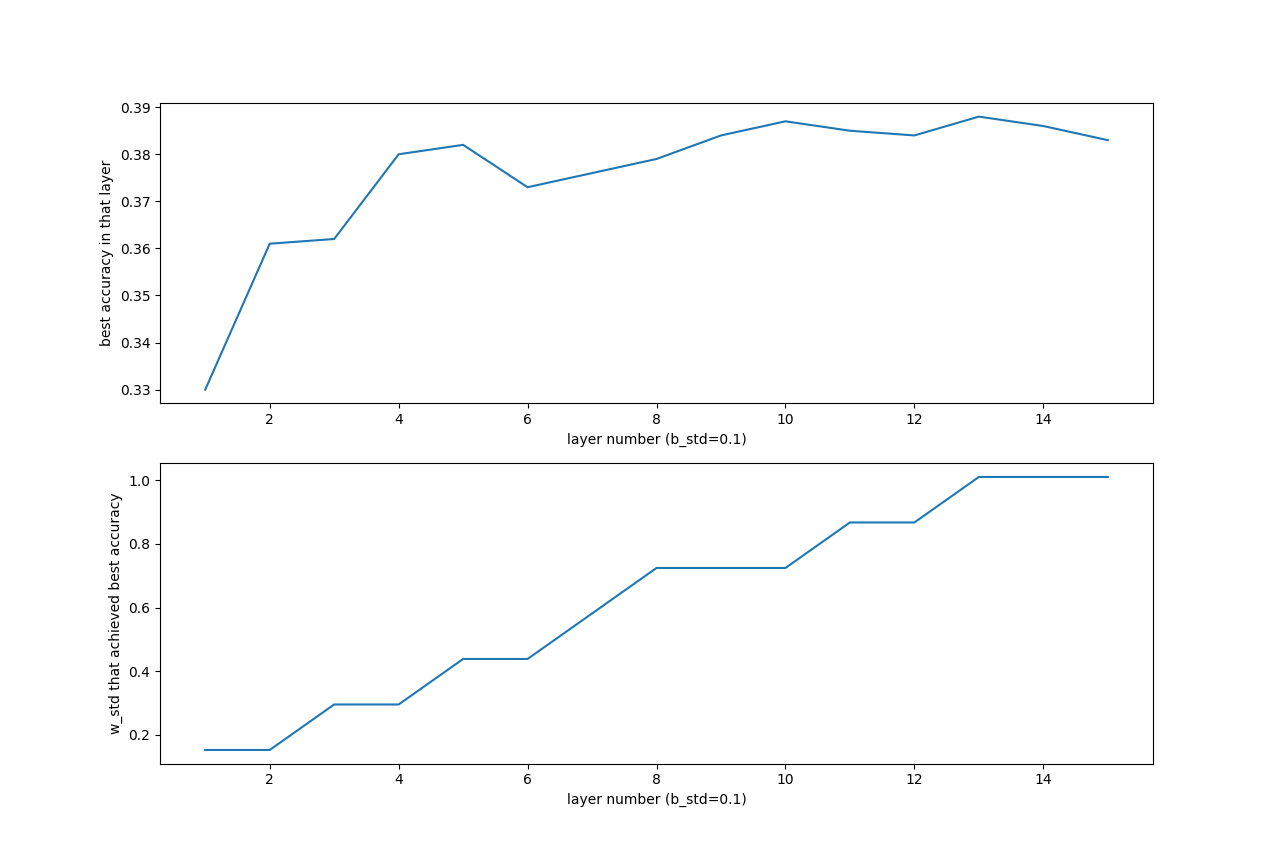 0.39
0.38
0.37
0.36
0.35
0.34
0.33
best accuracy in that layer
2 4 6 8 10 12 14
layer number (b_std=0.1)
1.0
0.8
0.6
0.4
0.2
w_std that achieved best accuracy
2 4 6 8 10 12 14
layer number (b_std=0.1)